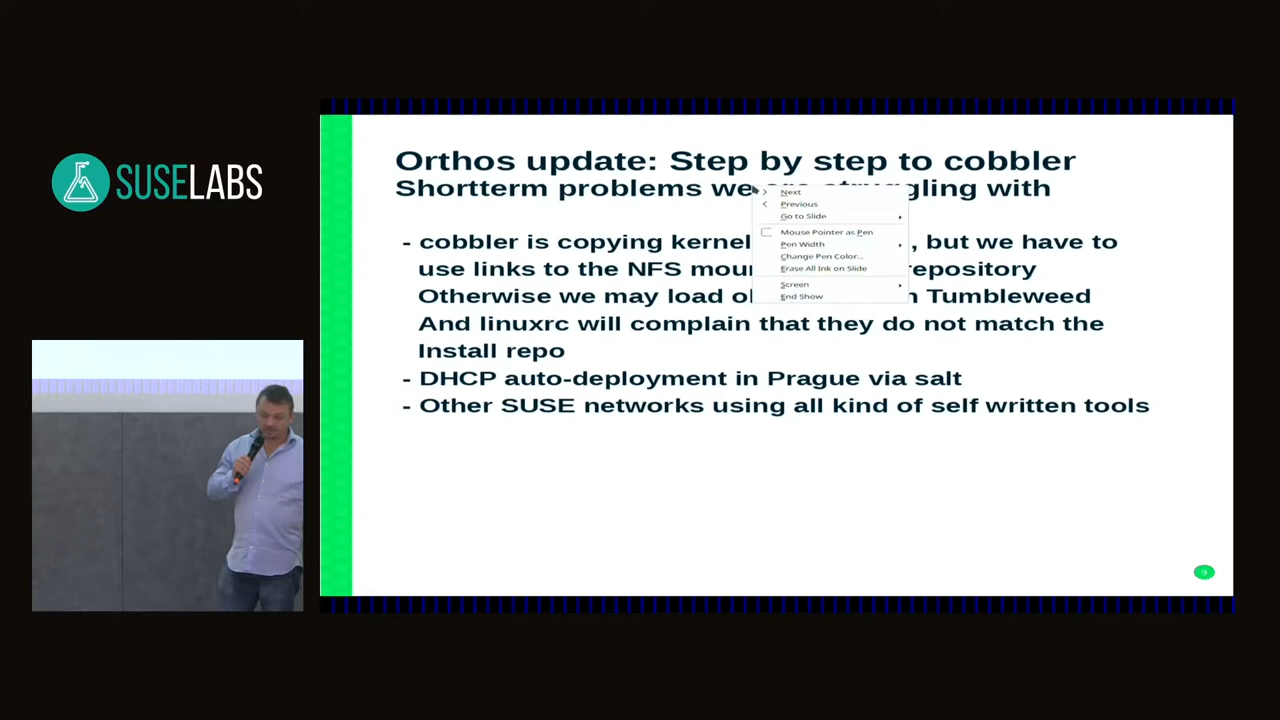 SUSELABS
Orthos update: Step by step to cobbler
Shortterm problems we are struggling with
- cobbler is copying kernel , but we have to
use links to the NFS repository
Otherwise we may load Tumbleweed
And linuxrc will complain that they do not match the
Install repo
- DHCP auto-deployment in Prague via salt
- Other SUSE networks using all kind of self written tools
Next
Previous
Go to Slide
Mouse Pointer as Pen
Pen Width
Change Pen Color...
Erase All Ink on Slide
Screen
End Show
9